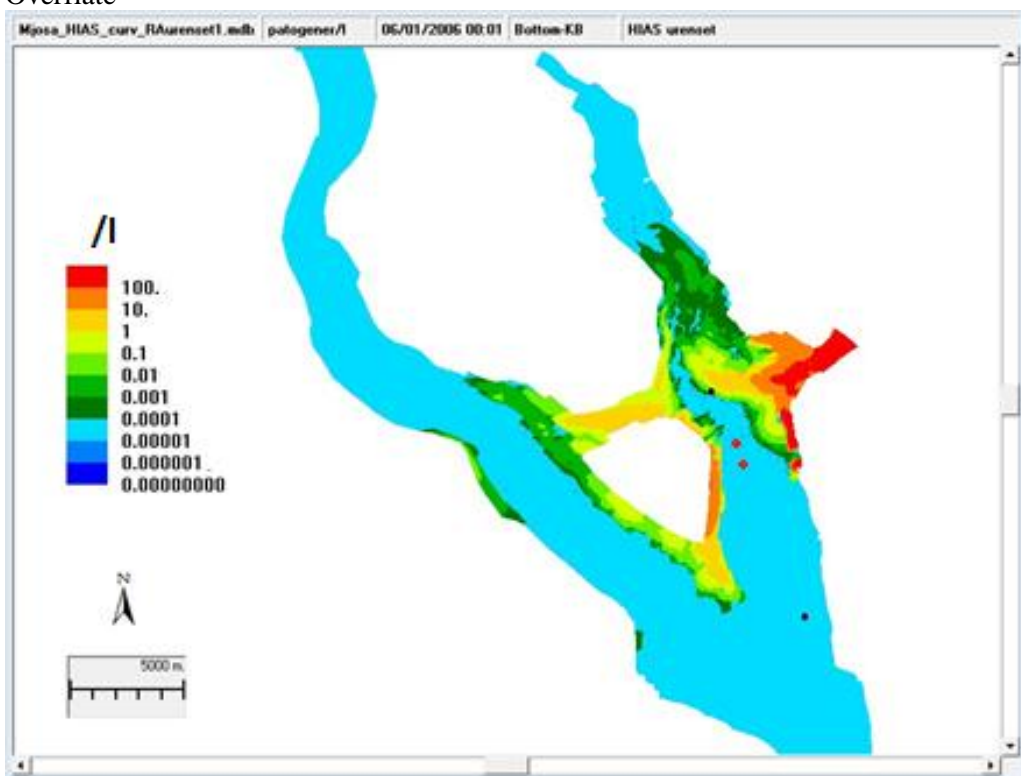 Overflate
Mjosa_HIAS_curv_RAurenset1.mdb patogener/l 06/01/2006 00:01 Bottom-KB HIAS urenset
/l
100.
10.
1
0.1
0.01
0.001
0.0001
0.00001
0.000001
0.00000000
N
5000 m.